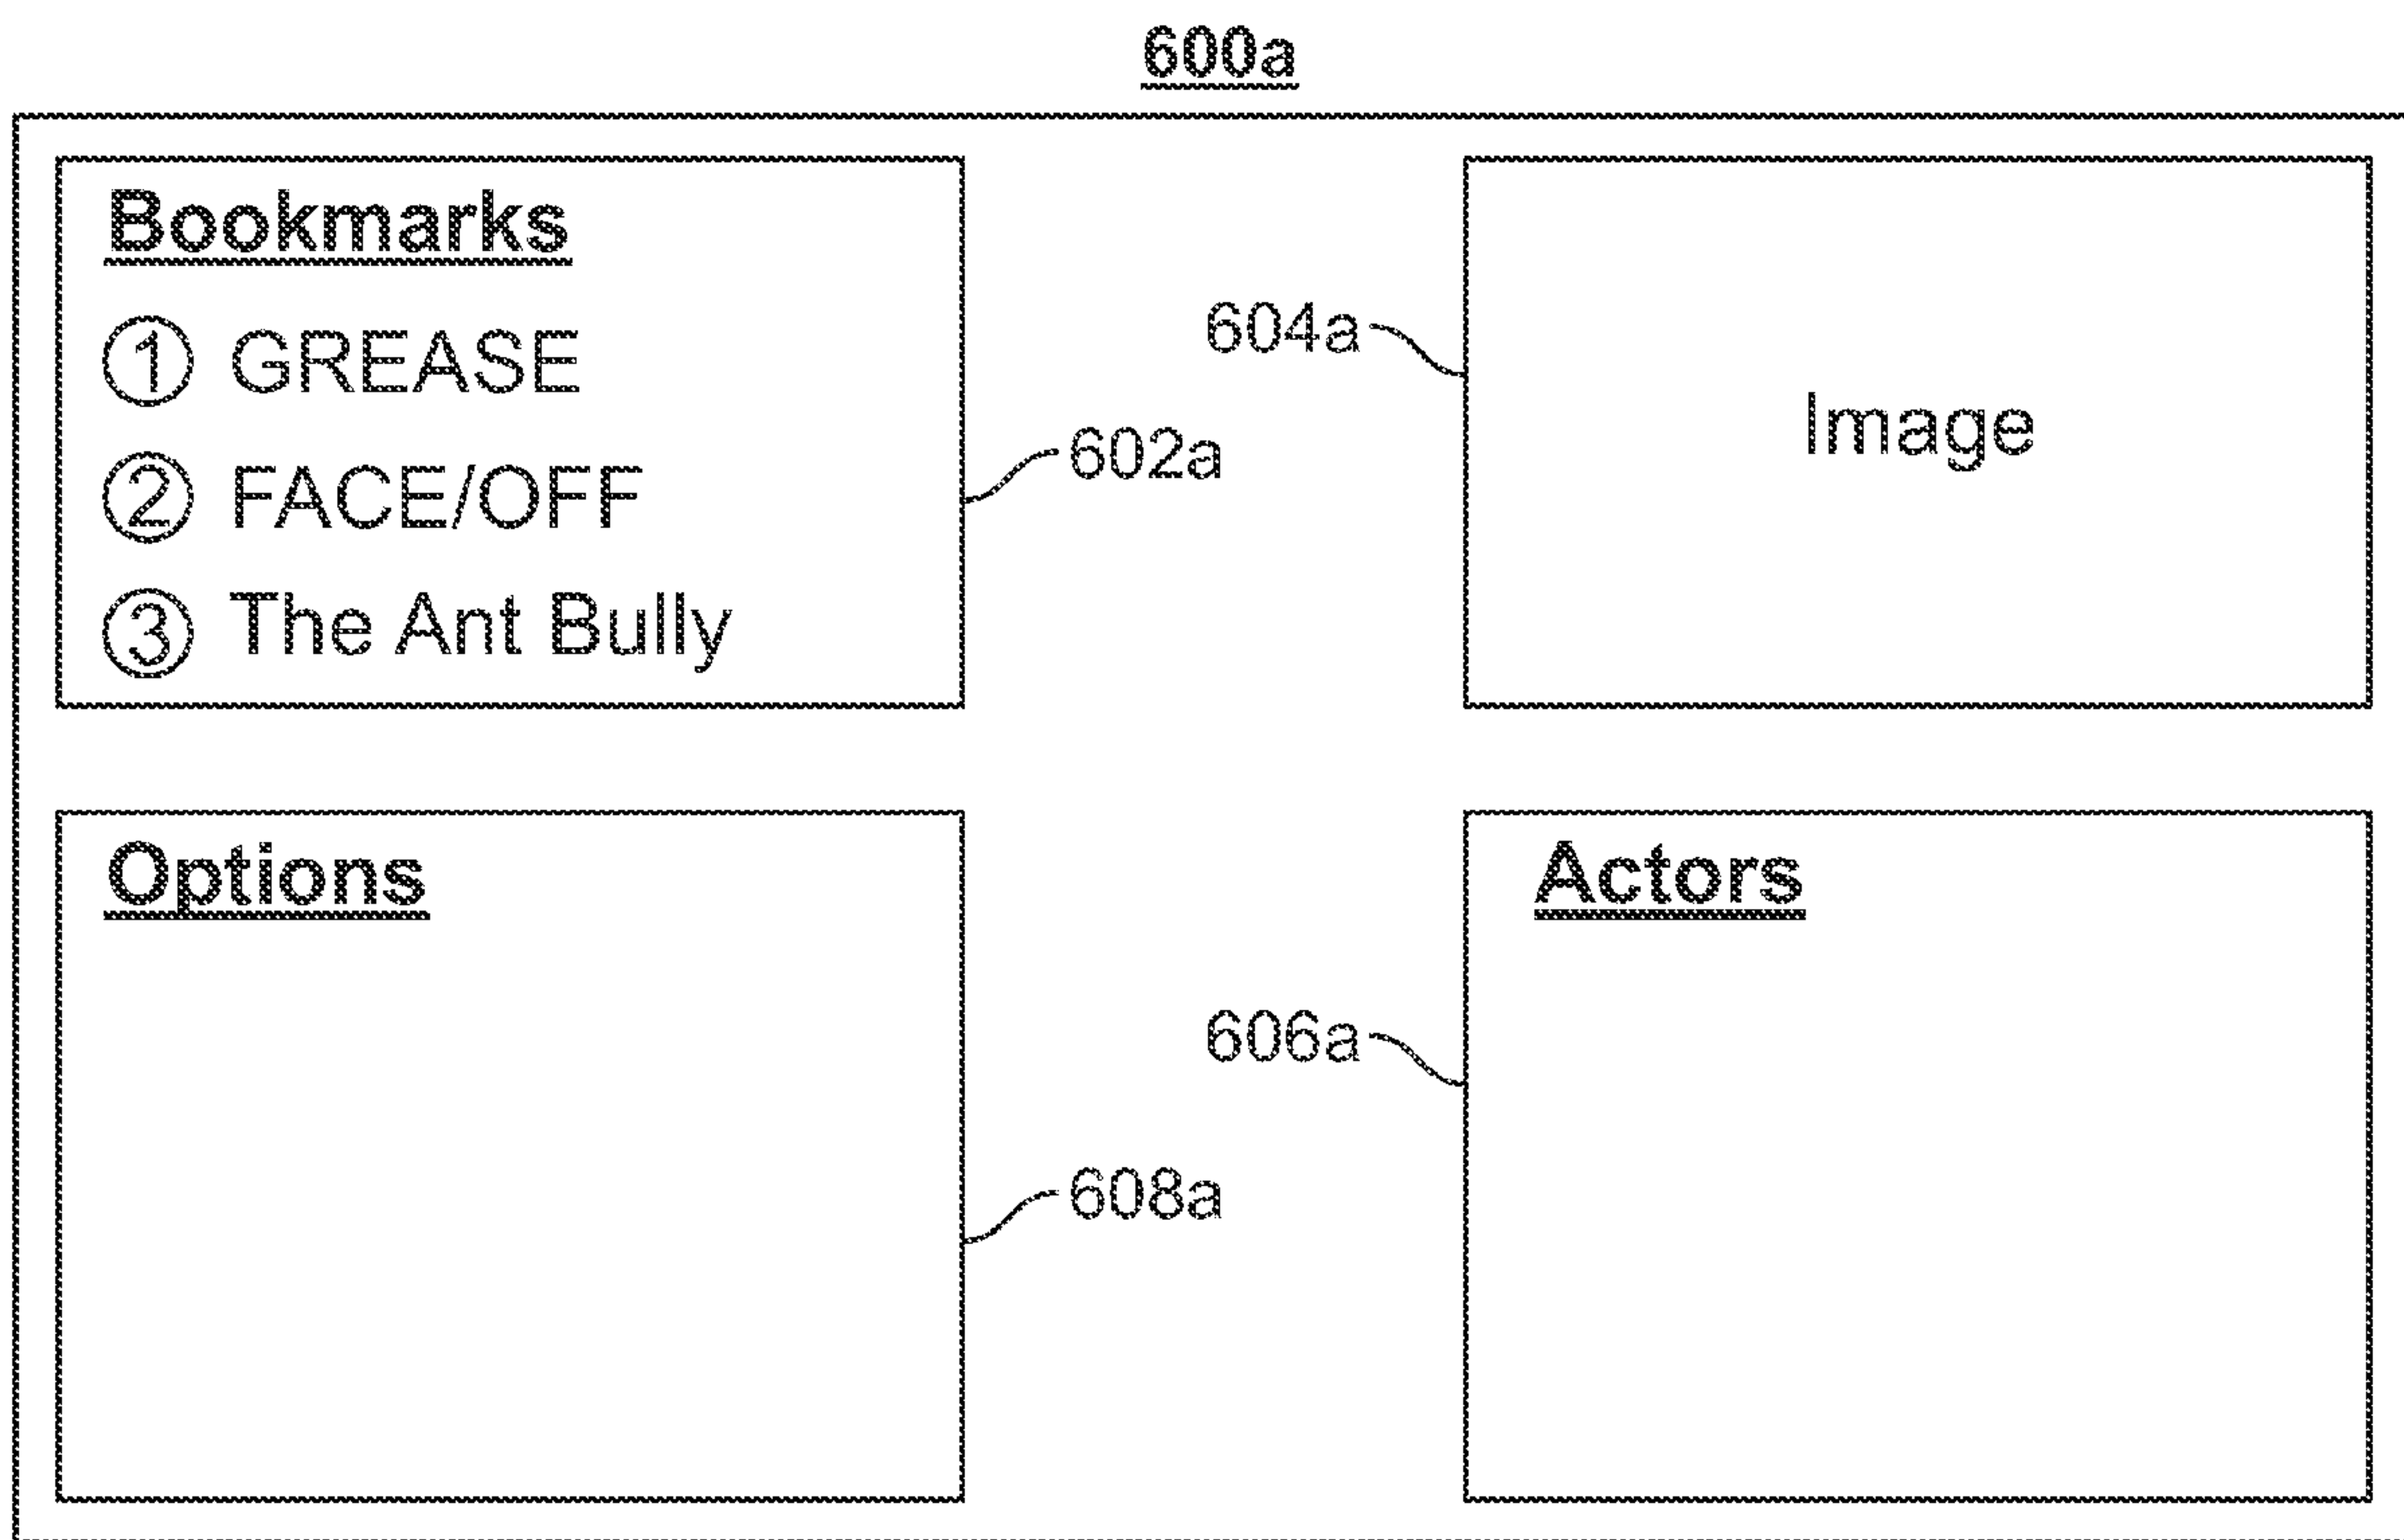 600a
Bookmarks
① GREASE
② FACE/OFF
③ The Ant Bully
602a
604a
Image
Options
608a
606a
Actors